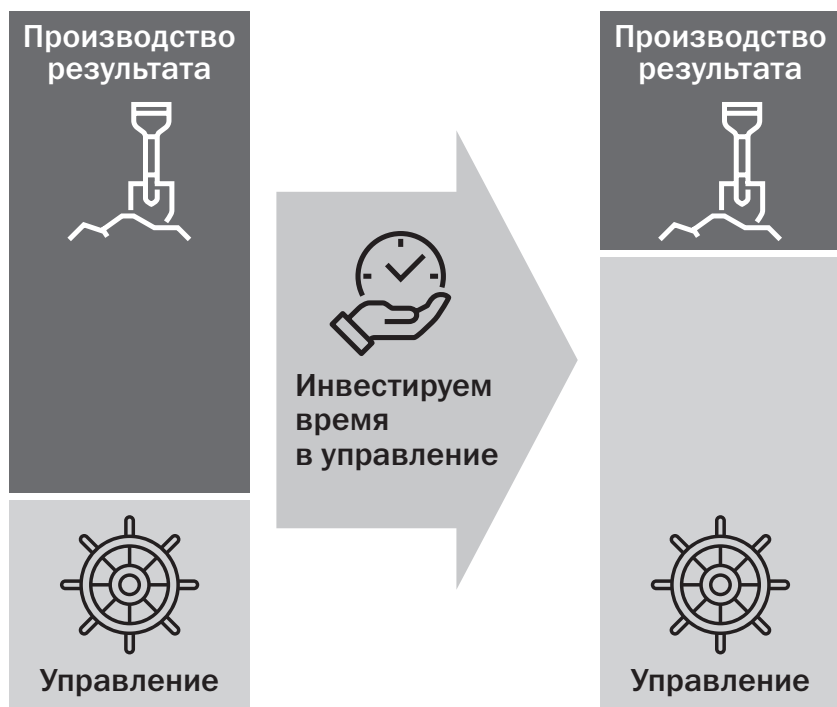 Производство
результата
Инвестируем
время
в управление
Управление
Производство
результата
Управление